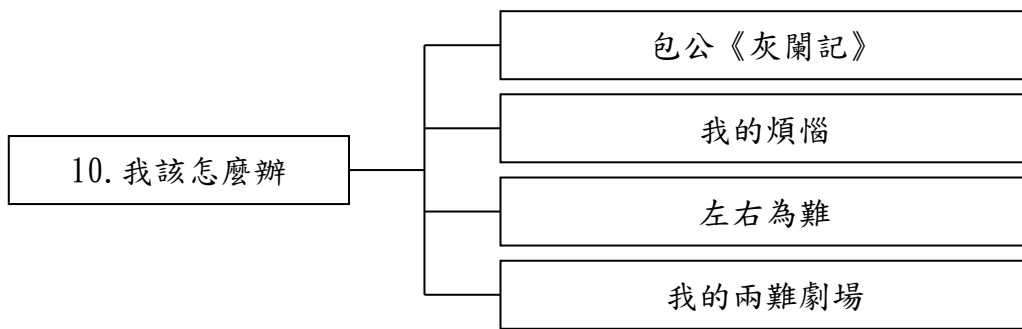 包公《灰闌記》
我的煩惱
10.我該怎麼辦
左右為難
我的兩難劇場